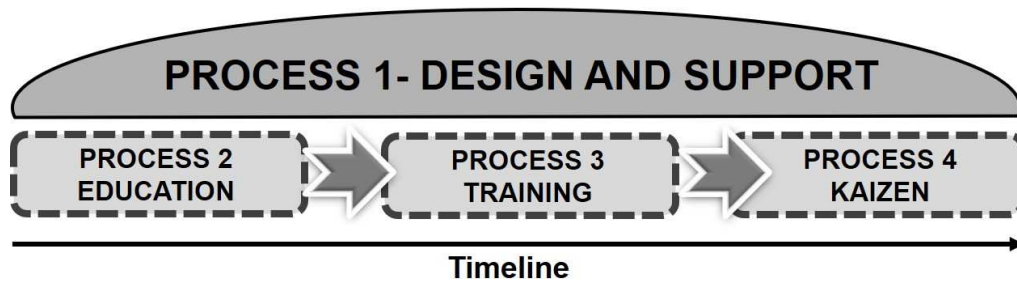 PROCESS 1- DESIGN AND SUPPORT
PROCESS 2
EDUCATION
PROCESS 3
TRAINING
PROCESS 4
KAIZEN
Timeline